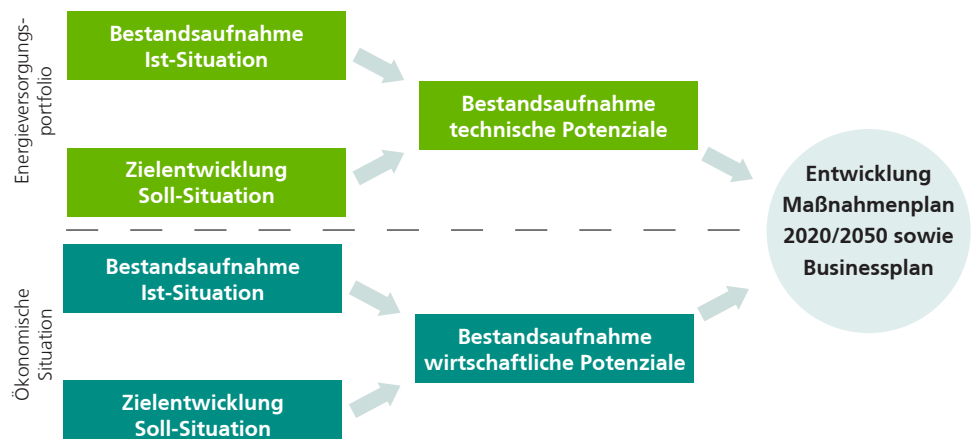 Energieversorgungs-
portfolio
Bestandsaufnahme
Ist-Situation
Zielentwicklung
Soll-Situation
Bestandsaufnahme
technische Potenziale
Ökonomische
Situation
Bestandsaufnahme
Ist-Situation
Zielentwicklung
Soll-Situation
Bestandsaufnahme
wirtschaftliche Potenziale
Entwicklung
Maßnahmenplan
2020/2050 sowie
Businessplan